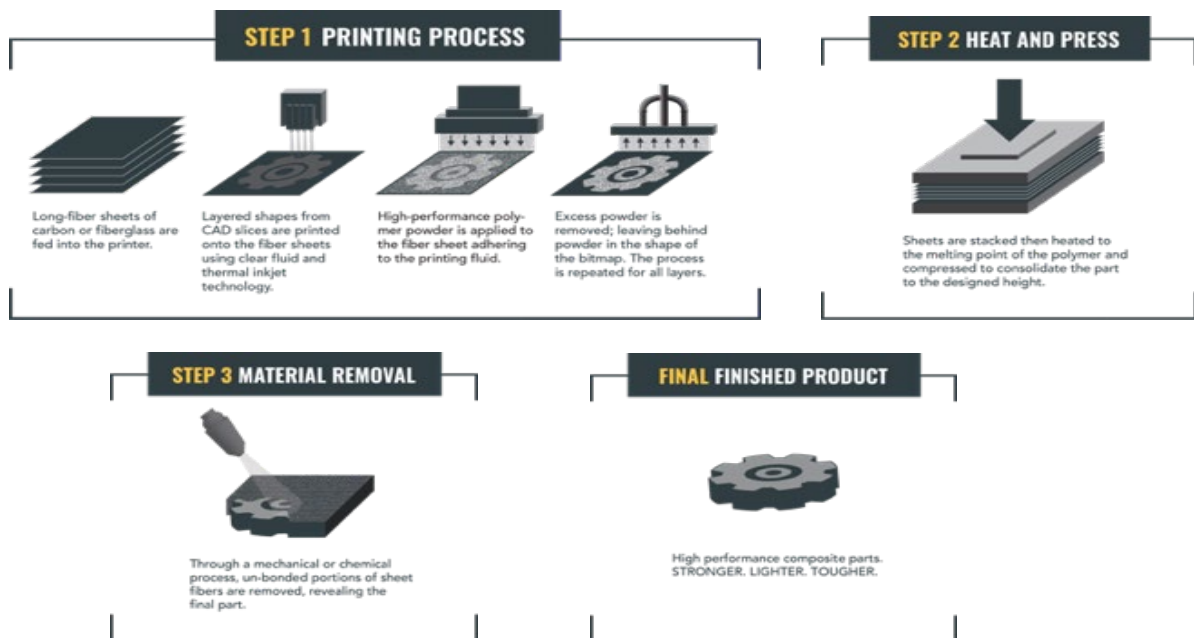 STEP 1 PRINTING PROCESS
Long-fiber sheets of
carbon or fiberglass are
fed into the printer.
Layered shapes from
CAD slices are printed
onto the fiber sheets
using clear fluid and
thermal inkjet
technology.
High-performance poly-
mer powder is applied to
the fiber sheet adhering
to the printing fluid.
Excess powder is
removed; leaving behind
powder in the shape of
the bitmap. The process
is repeated for all layers.
STEP 2 HEAT AND PRESS
Sheets are stacked then heated to
the melting point of the polymer and
compressed to consolidate the part
to the designed height.
STEP 3 MATERIAL REMOVAL
Through a mechanical or chemical
process, un-bonded portions of sheet
fibers are removed, revealing the
final part.
FINAL FINISHED PRODUCT
High performance composite parts.
STRONGER. LIGHTER. TOUGHER.